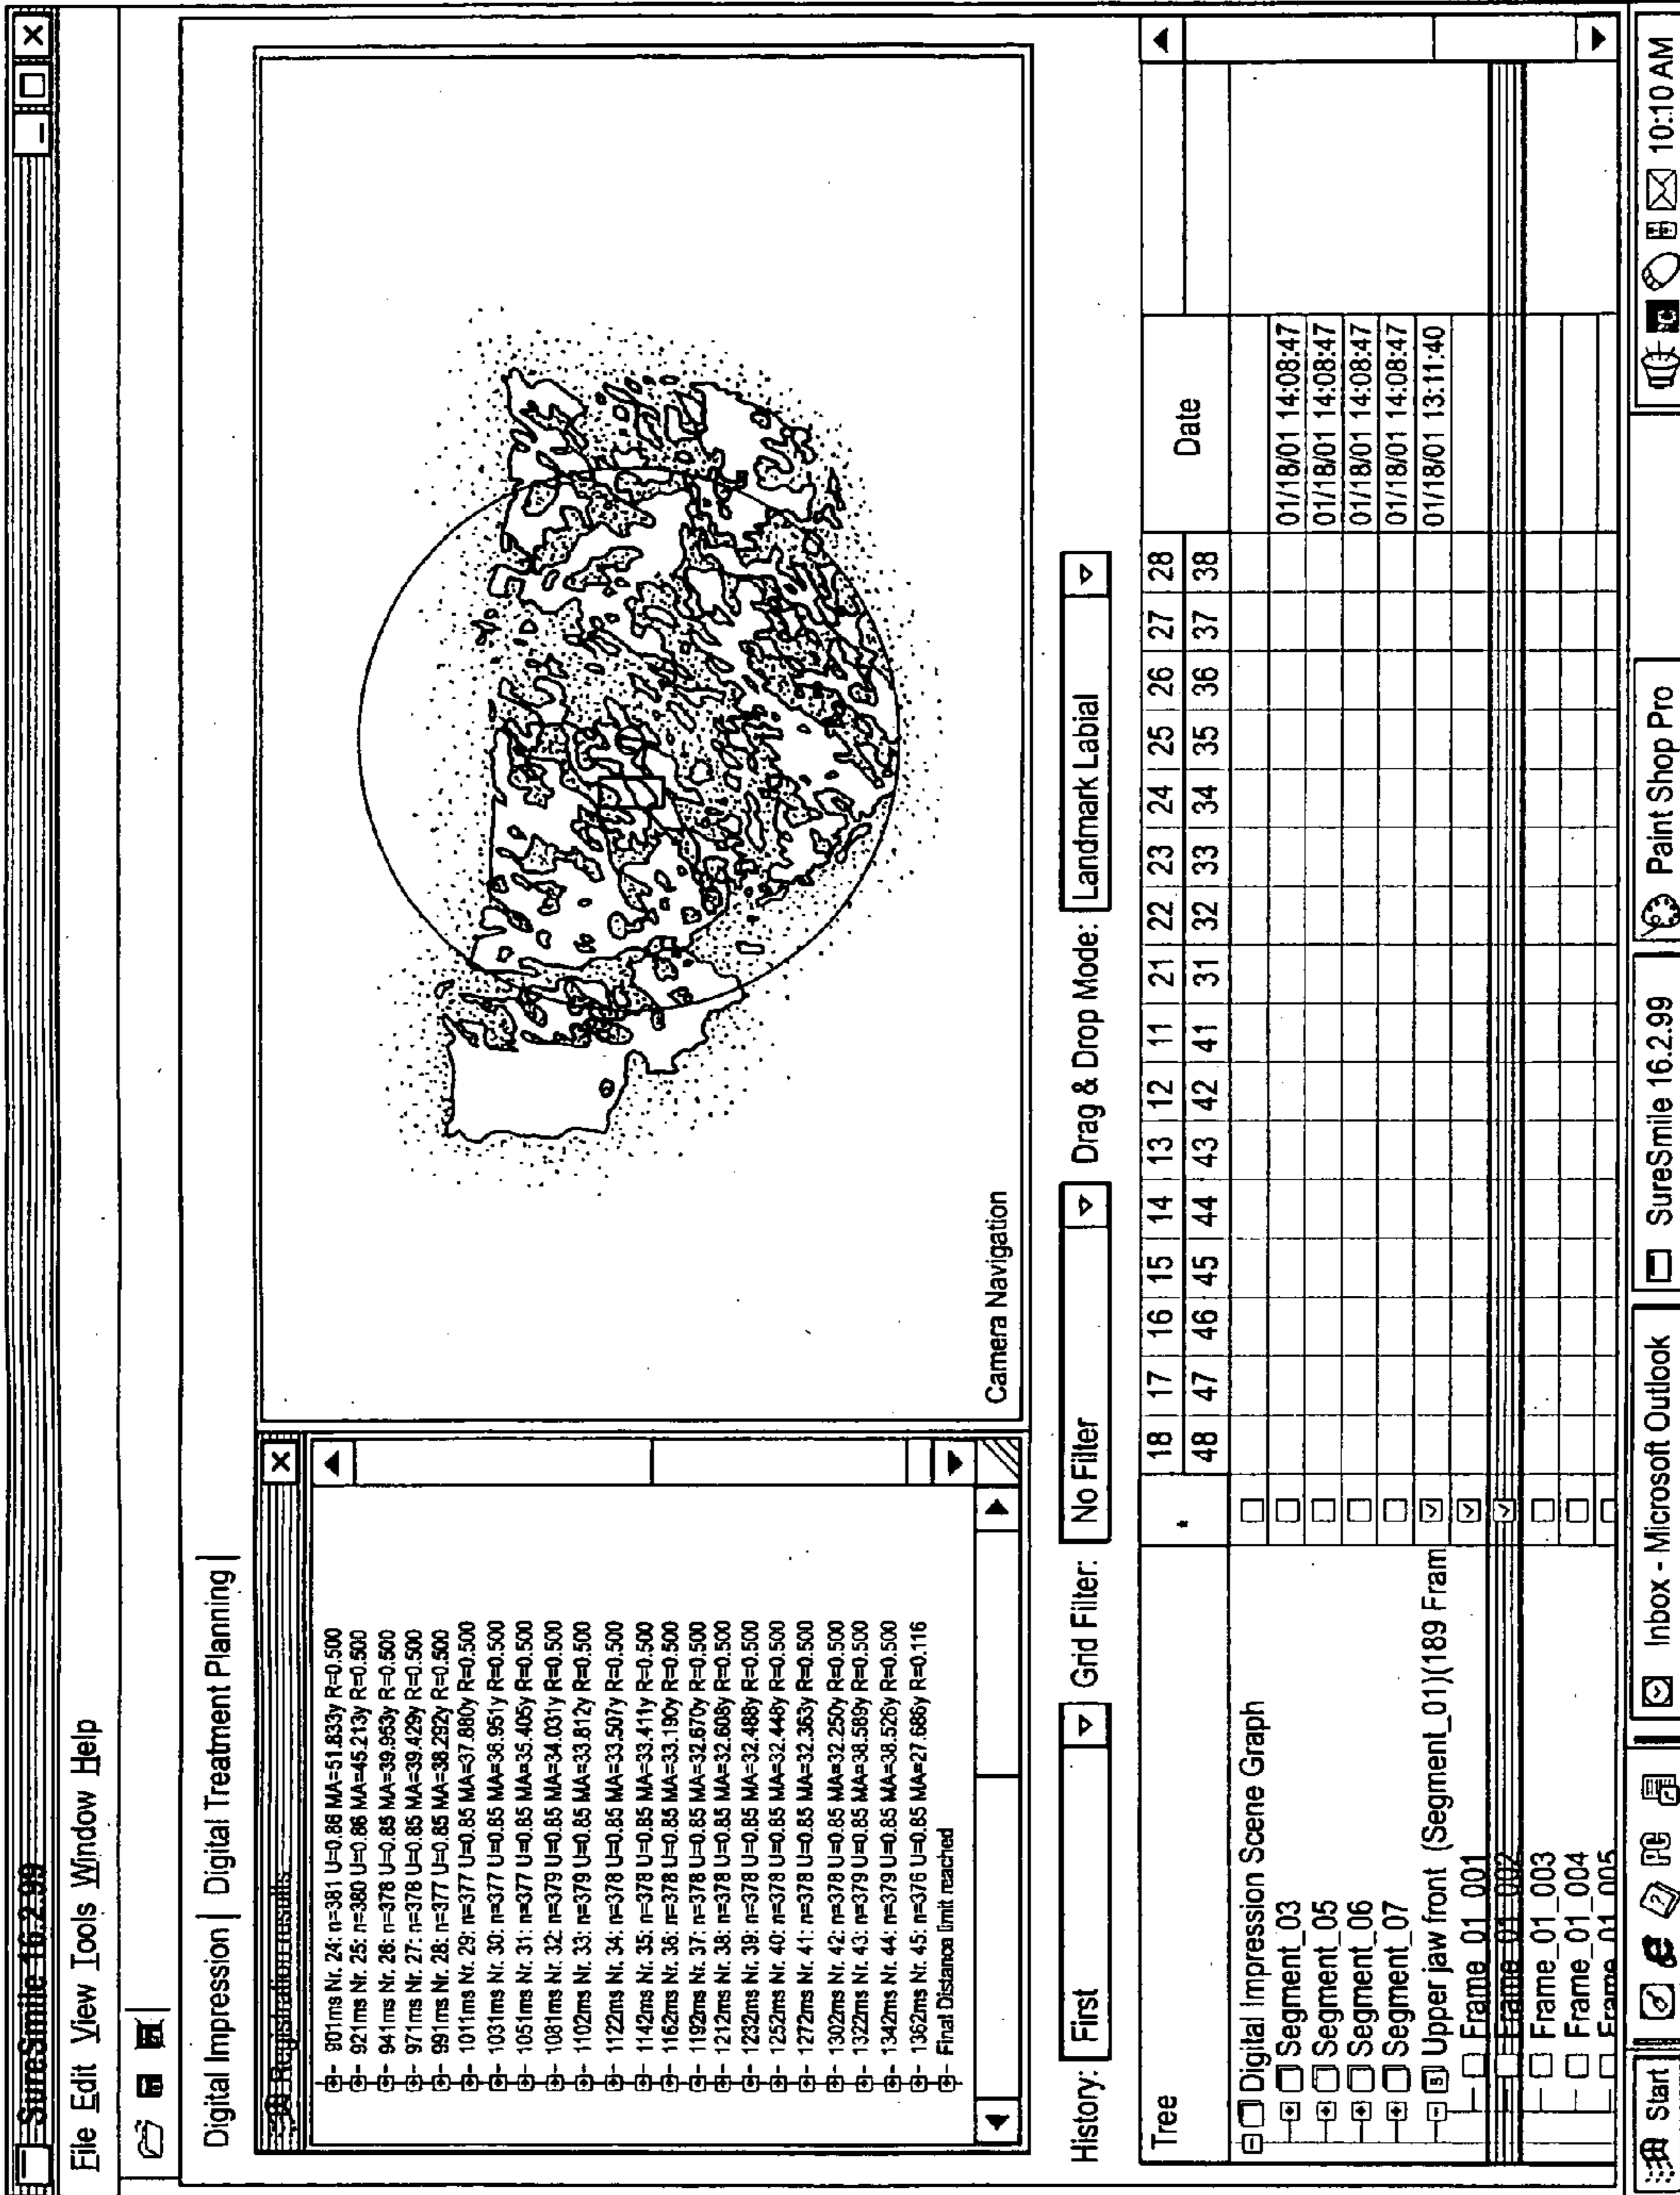 SureSmile 16.2.99
File Edit View Tools Window Help
Digital Impression | Digital Treatment Planning |
3D Registration results
901ms Nr. 24: n=381 U=0.86 MA=51.833y R=0.500
921ms Nr. 25: n=380 U=0.86 MA=45.213y R=0.500
941ms Nr. 26: n=378 U=0.85 MA=39.953y R=0.500
971ms Nr. 27: n=378 U=0.85 MA=39.429y R=0.500
991ms Nr. 28: n=377 U=0.85 MA=38.292y R=0.500
1011ms Nr. 29: n=377 U=0.85 MA=37.880y R=0.500
1031ms Nr. 30: n=377 U=0.85 MA=36.951y R=0.500
1051ms Nr. 31: n=377 U=0.85 MA=35.405y R=0.500
1081ms Nr. 32: n=379 U=0.85 MA=34.031y R=0.500
1102ms Nr. 33: n=379 U=0.85 MA=33.812y R=0.500
1122ms Nr. 34: n=378 U=0.85 MA=33.507y R=0.500
1142ms Nr. 35: n=378 U=0.85 MA=33.411y R=0.500
1162ms Nr. 36: n=378 U=0.85 MA=33.190y R=0.500
1192ms Nr. 37: n=378 U=0.85 MA=32.670y R=0.500
1212ms Nr. 38: n=378 U=0.85 MA=32.608y R=0.500
1232ms Nr. 39: n=378 U=0.85 MA=32.488y R=0.500
1252ms Nr. 40: n=378 U=0.85 MA=32.448y R=0.500
1272ms Nr. 41: n=378 U=0.85 MA=32.363y R=0.500
1302ms Nr. 42: n=378 U=0.85 MA=32.250y R=0.500
1322ms Nr. 43: n=379 U=0.85 MA=38.589y R=0.500
1342ms Nr. 44: n=379 U=0.85 MA=38.526y R=0.500
1362ms Nr. 45: n=376 U=0.85 MA=27.686y R=0.116
Final Distance limit reached
Camera Navigation
History: First Grid Filter: No Filter Drag & Drop Mode: Landmark Labial
Tree * 18 17 16 15 14 13 12 11 21 22 23 24 25 26 27 28 Date
48 47 46 45 44 43 42 41 31 32 33 34 35 36 37 38
Digital Impression Scene Graph
Segment_03 01/18/01 14:08:47
Segment_05 01/18/01 14:08:47
Segment_06 01/18/01 14:08:47
Segment_07 01/18/01 14:08:47
Upper jaw front (Segment_01)(189 Fram 01/18/01 13:11:40
Frame_01_001
Frame_01_002
Frame_01_003
Frame_01_004
Frame_01_005
Start Inbox - Microsoft Outlook SureSmile 16.2.99 Paint Shop Pro 10:10 AM